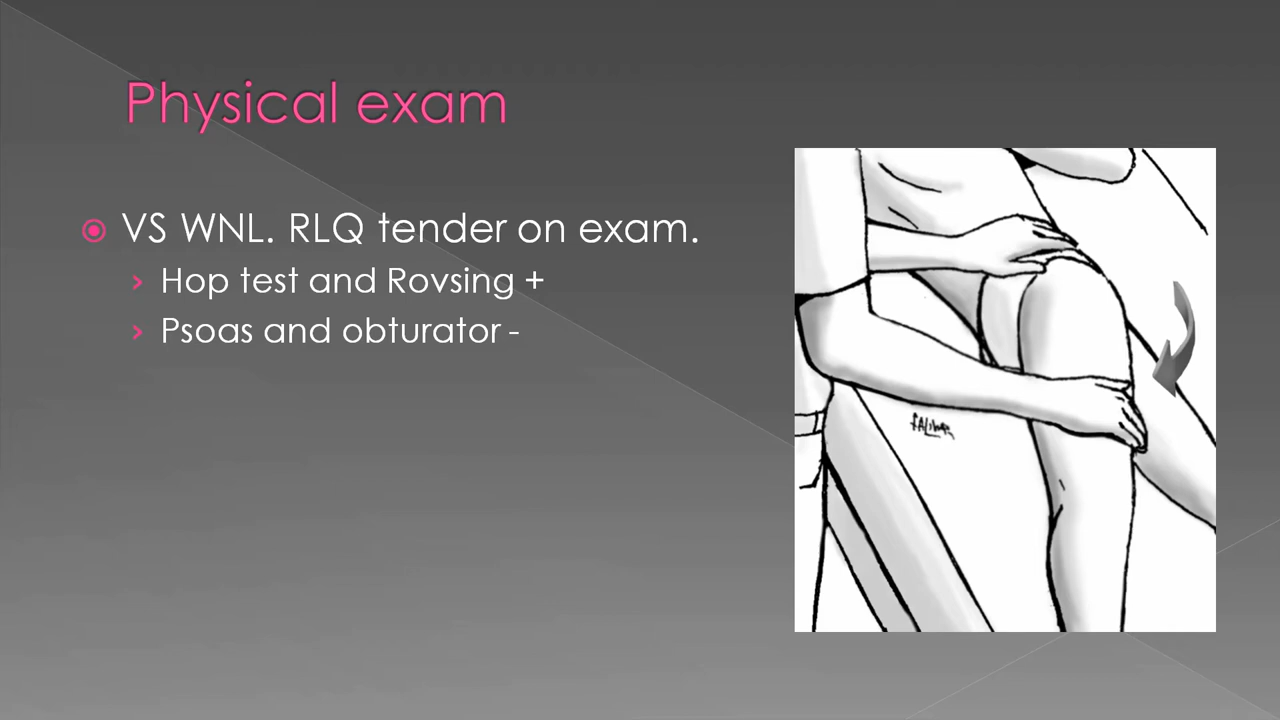 Physical exam
VS WNL. RLQ tender on exam.
Hop test and Rovsing +
Psoas and obturator -